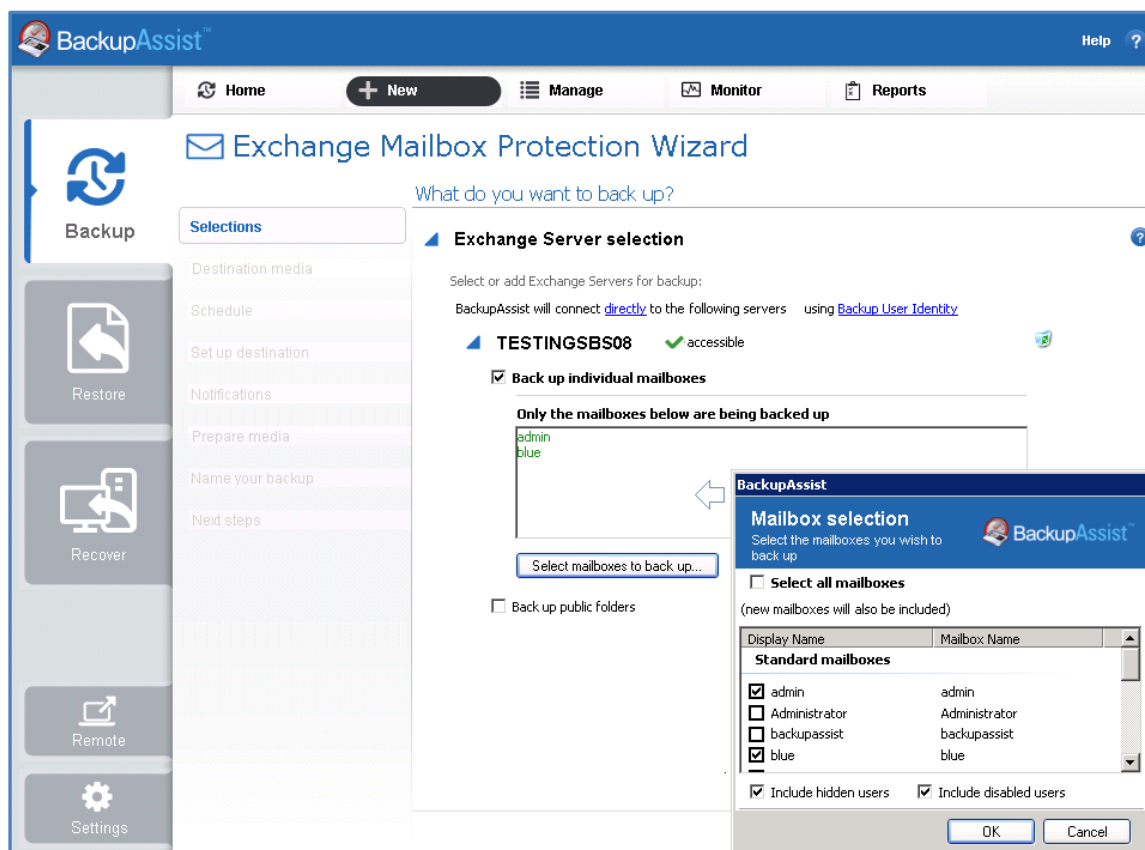 BackupAssist™
Help ?
Home
New
Manage
Monitor
Reports
Exchange Mailbox Protection Wizard
What do you want to back up?
Backup
Restore
Recover
Remote
Settings
Selections
Destination media
Schedule
Set up destination
Notifications
Prepare media
Name your backup
Next steps
Exchange Server selection
?
Select or add Exchange Servers for backup:
BackupAssist will connect directly to the following servers using Backup User Identity
TESTINGSBS08 accessible
Back up individual mailboxes
Only the mailboxes below are being backed up
admin
blue
Select mailboxes to back up...
Back up public folders
BackupAssist
Mailbox selection
Select the mailboxes you wish to
back up
BackupAssist™
Select all mailboxes
(new mailboxes will also be included)
Display Name Mailbox Name
Standard mailboxes
admin admin
Administrator Administrator
backupassist backupassist
blue blue
Include hidden users Include disabled users
OK Cancel